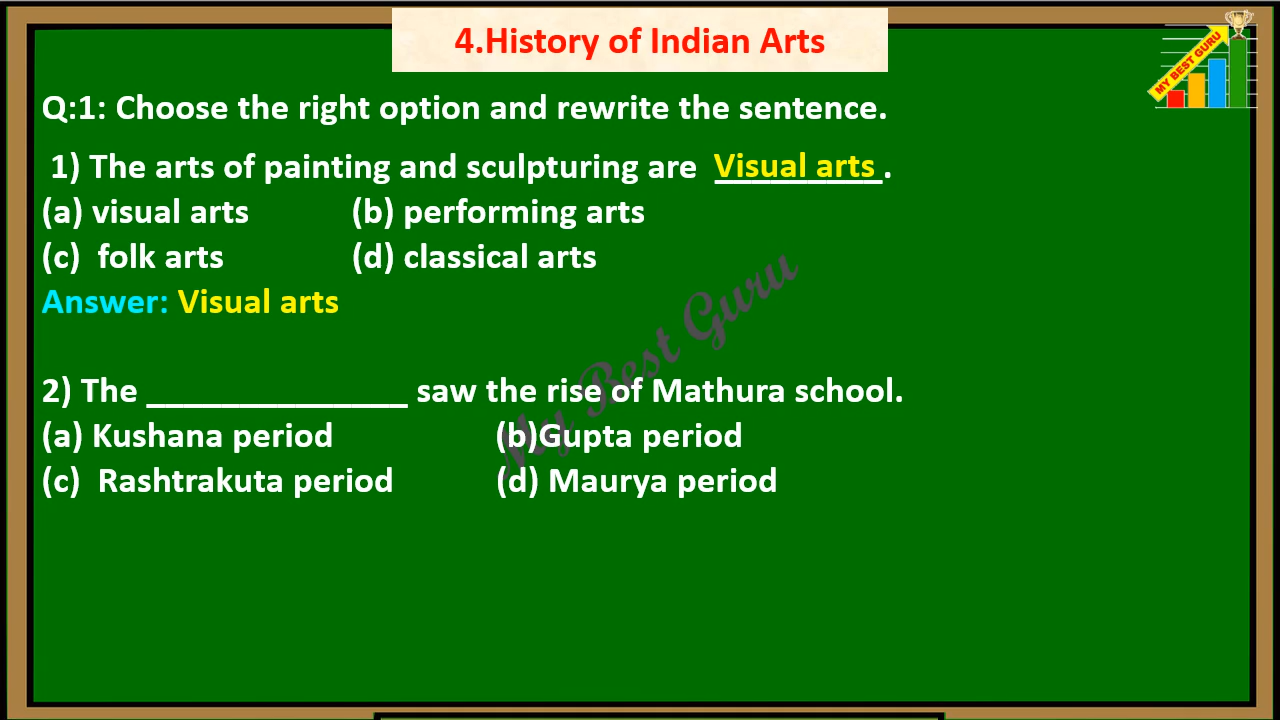 4.History of Indian Arts
MY BEST GURU
Q:1: Choose the right option and rewrite the sentence.
1) The arts of painting and sculpturing are Visual arts.
(a) visual arts (b) performing arts
(c) folk arts (d) classical arts
Answer: Visual arts
2) The ______________ saw the rise of Mathura school.
(a) Kushana period (b)Gupta period
(c) Rashtrakuta period (d) Maurya period
My Best Guru